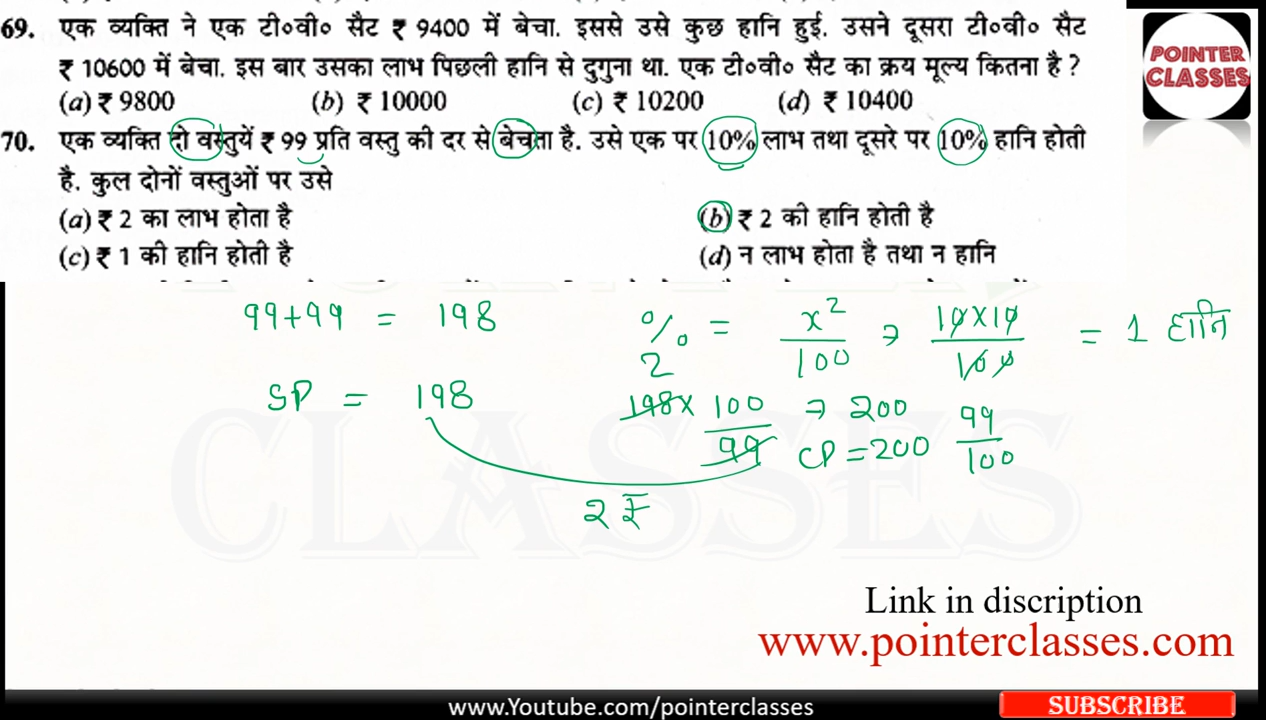 69. एक व्यक्ति ने एक टी०वी० सैट ₹ 9400 में बेचा. इससे उसे कुछ हानि हुई. उसने दूसरा टी०वी० सैट
₹ 10600 में बेचा. इस बार उसका लाभ पिछली हानि से दुगुना था. एक टी०वी० सैट का क्रय मूल्य कितना है ?
(a) ₹ 9800 (b) ₹ 10000 (c) ₹ 10200 (d) ₹ 10400
70. एक व्यक्ति दो वस्तुयें ₹ 99 प्रति वस्तु की दर से बेचता है. उसे एक पर 10% लाभ तथा दूसरे पर 10% हानि होती
है. कुल दोनों वस्तुओं पर उसे
(a) ₹ 2 का लाभ होता है (b) ₹ 2 की हानि होती है
(c) ₹ 1 की हानि होती है (d) न लाभ होता है तथा न हानि
POINTER
CLASSES
99+99 = 198
% = x²/100 ⇒ 10×10/100 = 1 हानि
SP = 198
2
198× 100/99 ⇒ 200
CP = 200
99/100
2 ₹
CLASSES
Link in discription
www.pointerclasses.com
www.Youtube.com/pointerclasses
SUBSCRIBE